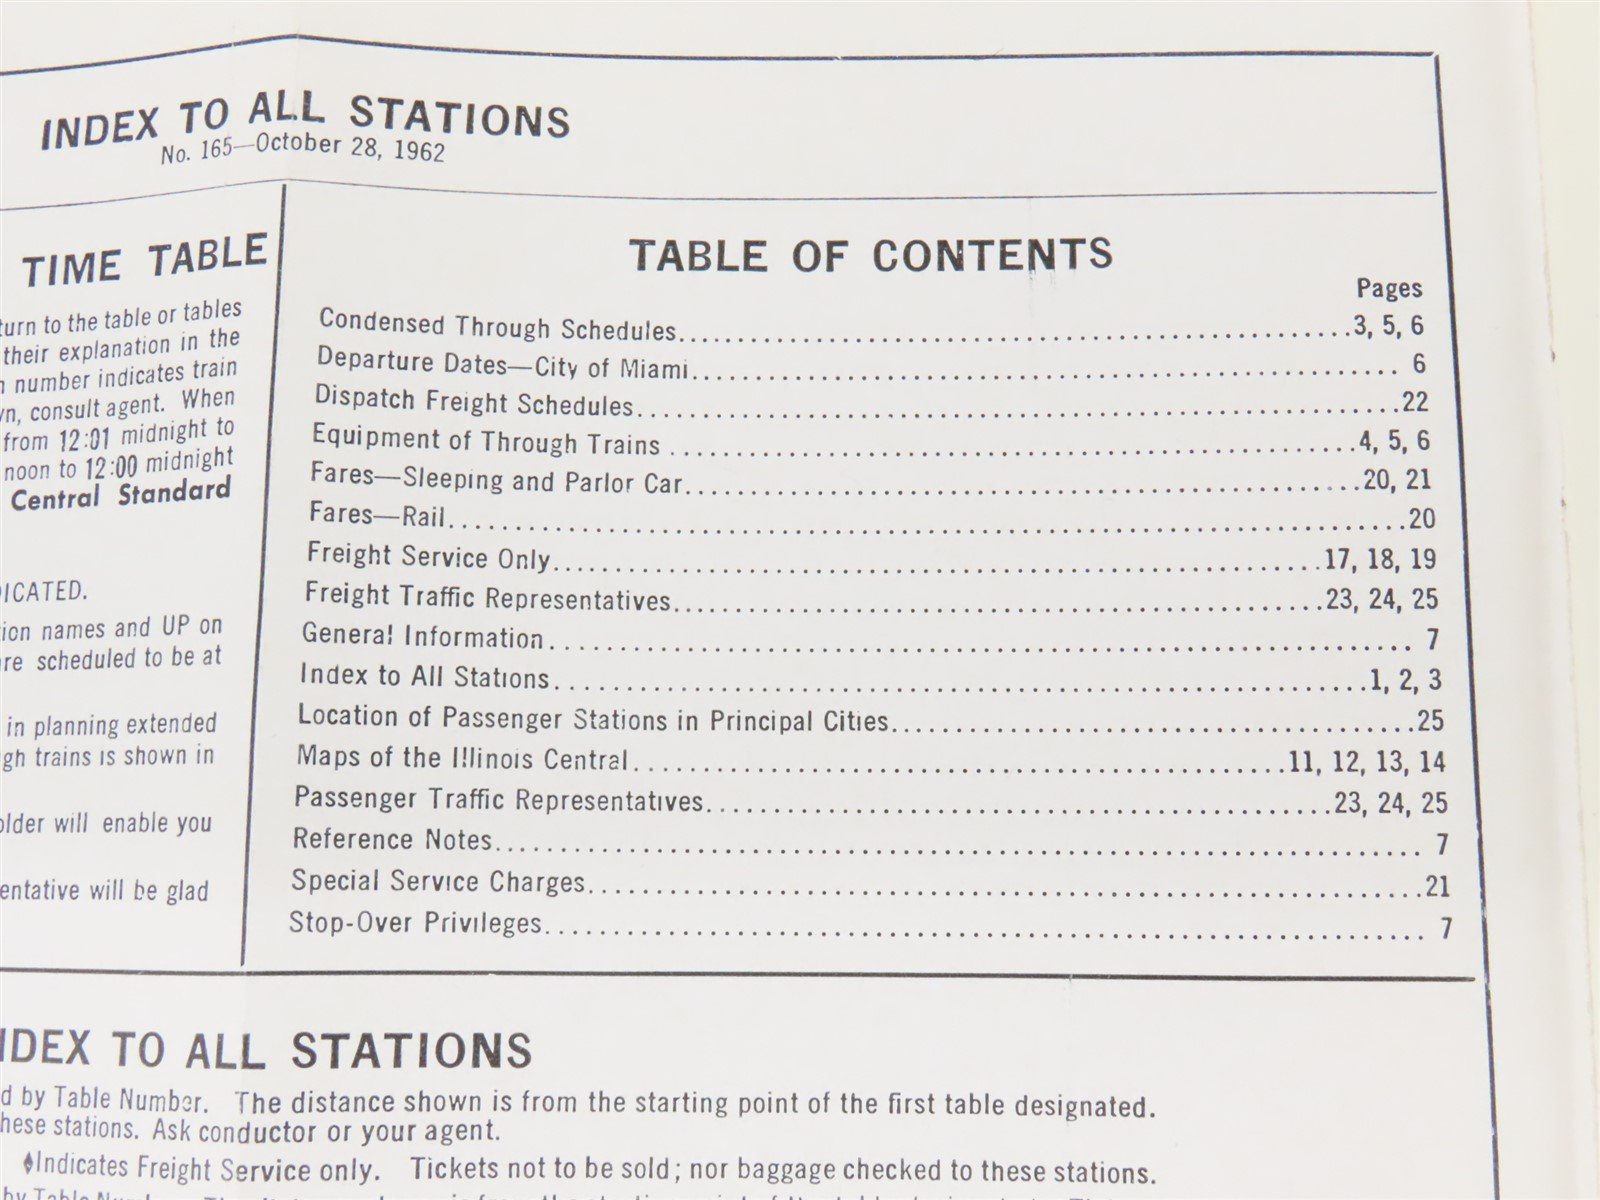 INDEX TO ALL STATIONS
No. 165—October 28, 1962
TIME TABLE
turn to the table or tables
their explanation in the
number indicates train
consult agent. When
from 12:01 midnight to
noon to 12:00 midnight
Central Standard
DICATED.
names and UP on
scheduled to be at
in planning extended
trains is shown in
will enable you
will be glad
TABLE OF CONTENTS
Pages
Condensed Through Schedules....3, 5, 6
Departure Dates—City of Miami....6
Dispatch Freight Schedules....22
Equipment of Through Trains....4, 5, 6
Fares—Sleeping and Parlor Car....20, 21
Fares—Rail....20
Freight Service Only....17, 18, 19
Freight Traffic Representatives....23, 24, 25
General Information....7
Index to All Stations....1, 2, 3
Location of Passenger Stations in Principal Cities....25
Maps of the Illinois Central....11, 12, 13, 14
Passenger Traffic Representatives....23, 24, 25
Reference Notes....7
Special Service Charges....21
Stop-Over Privileges....7
NDEX TO ALL STATIONS
d by Table Number. The distance shown is from the starting point of the first table designated.
hese stations. Ask conductor or your agent.
♦Indicates Freight Service only. Tickets not to be sold; nor baggage checked to these stations.